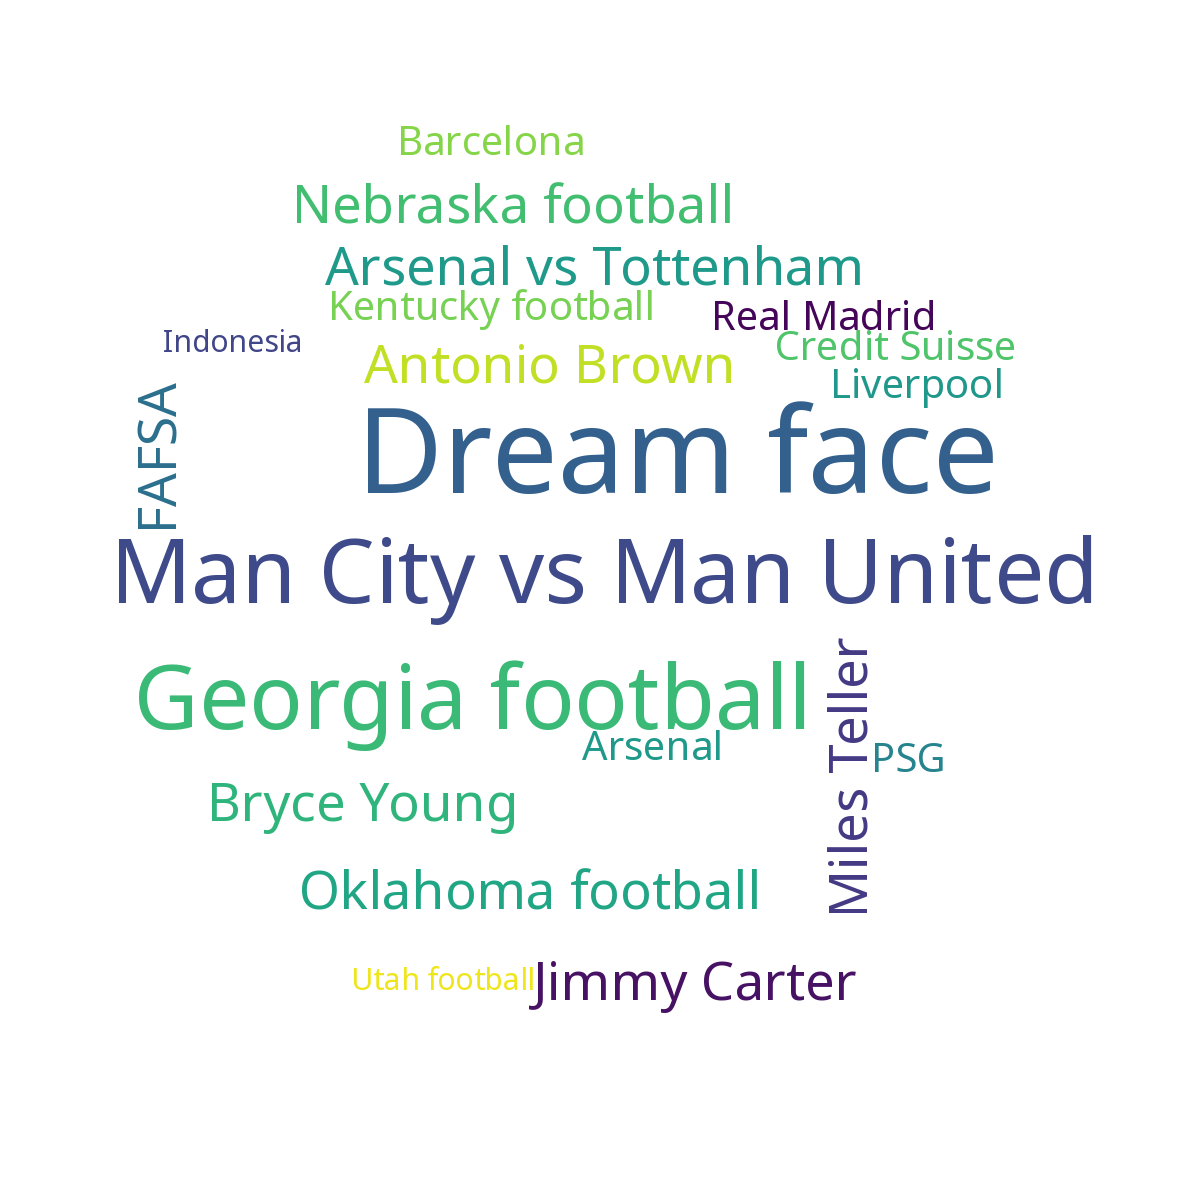 Barcelona
Nebraska football
Arsenal vs Tottenham
Kentucky football
Real Madrid
Indonesia
Credit Suisse
Antonio Brown
Liverpool
FAFSA
Dream face
Man City vs Man United
Georgia football
Miles Teller
Arsenal
PSG
Bryce Young
Oklahoma football
Utah football
Jimmy Carter